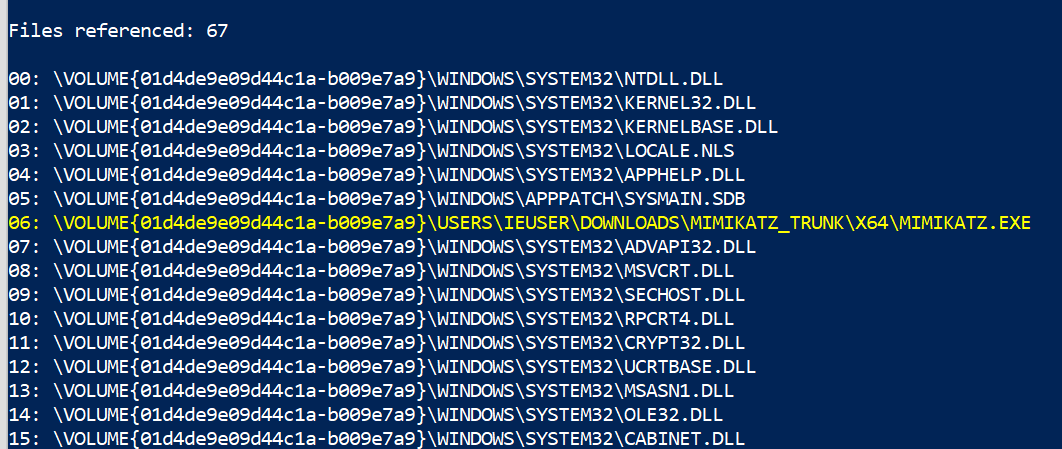 Files referenced: 67
00: \VOLUME{01d4de9e09d44c1a-b009e7a9}\WINDOWS\SYSTEM32\NTDLL.DLL
01: \VOLUME{01d4de9e09d44c1a-b009e7a9}\WINDOWS\SYSTEM32\KERNEL32.DLL
02: \VOLUME{01d4de9e09d44c1a-b009e7a9}\WINDOWS\SYSTEM32\KERNELBASE.DLL
03: \VOLUME{01d4de9e09d44c1a-b009e7a9}\WINDOWS\SYSTEM32\LOCALE.NLS
04: \VOLUME{01d4de9e09d44c1a-b009e7a9}\WINDOWS\SYSTEM32\APPHELP.DLL
05: \VOLUME{01d4de9e09d44c1a-b009e7a9}\WINDOWS\APPPATCH\SYSMAIN.SDB
06: \VOLUME{01d4de9e09d44c1a-b009e7a9}\USERS\IEUSER\DOWNLOADS\MIMIKATZ_TRUNK\X64\MIMIKATZ.EXE
07: \VOLUME{01d4de9e09d44c1a-b009e7a9}\WINDOWS\SYSTEM32\ADVAPI32.DLL
08: \VOLUME{01d4de9e09d44c1a-b009e7a9}\WINDOWS\SYSTEM32\MSVCRT.DLL
09: \VOLUME{01d4de9e09d44c1a-b009e7a9}\WINDOWS\SYSTEM32\SECHOST.DLL
10: \VOLUME{01d4de9e09d44c1a-b009e7a9}\WINDOWS\SYSTEM32\RPCRT4.DLL
11: \VOLUME{01d4de9e09d44c1a-b009e7a9}\WINDOWS\SYSTEM32\CRYPT32.DLL
12: \VOLUME{01d4de9e09d44c1a-b009e7a9}\WINDOWS\SYSTEM32\UCRTBASE.DLL
13: \VOLUME{01d4de9e09d44c1a-b009e7a9}\WINDOWS\SYSTEM32\MSASN1.DLL
14: \VOLUME{01d4de9e09d44c1a-b009e7a9}\WINDOWS\SYSTEM32\OLE32.DLL
15: \VOLUME{01d4de9e09d44c1a-b009e7a9}\WINDOWS\SYSTEM32\CABINET.DLL